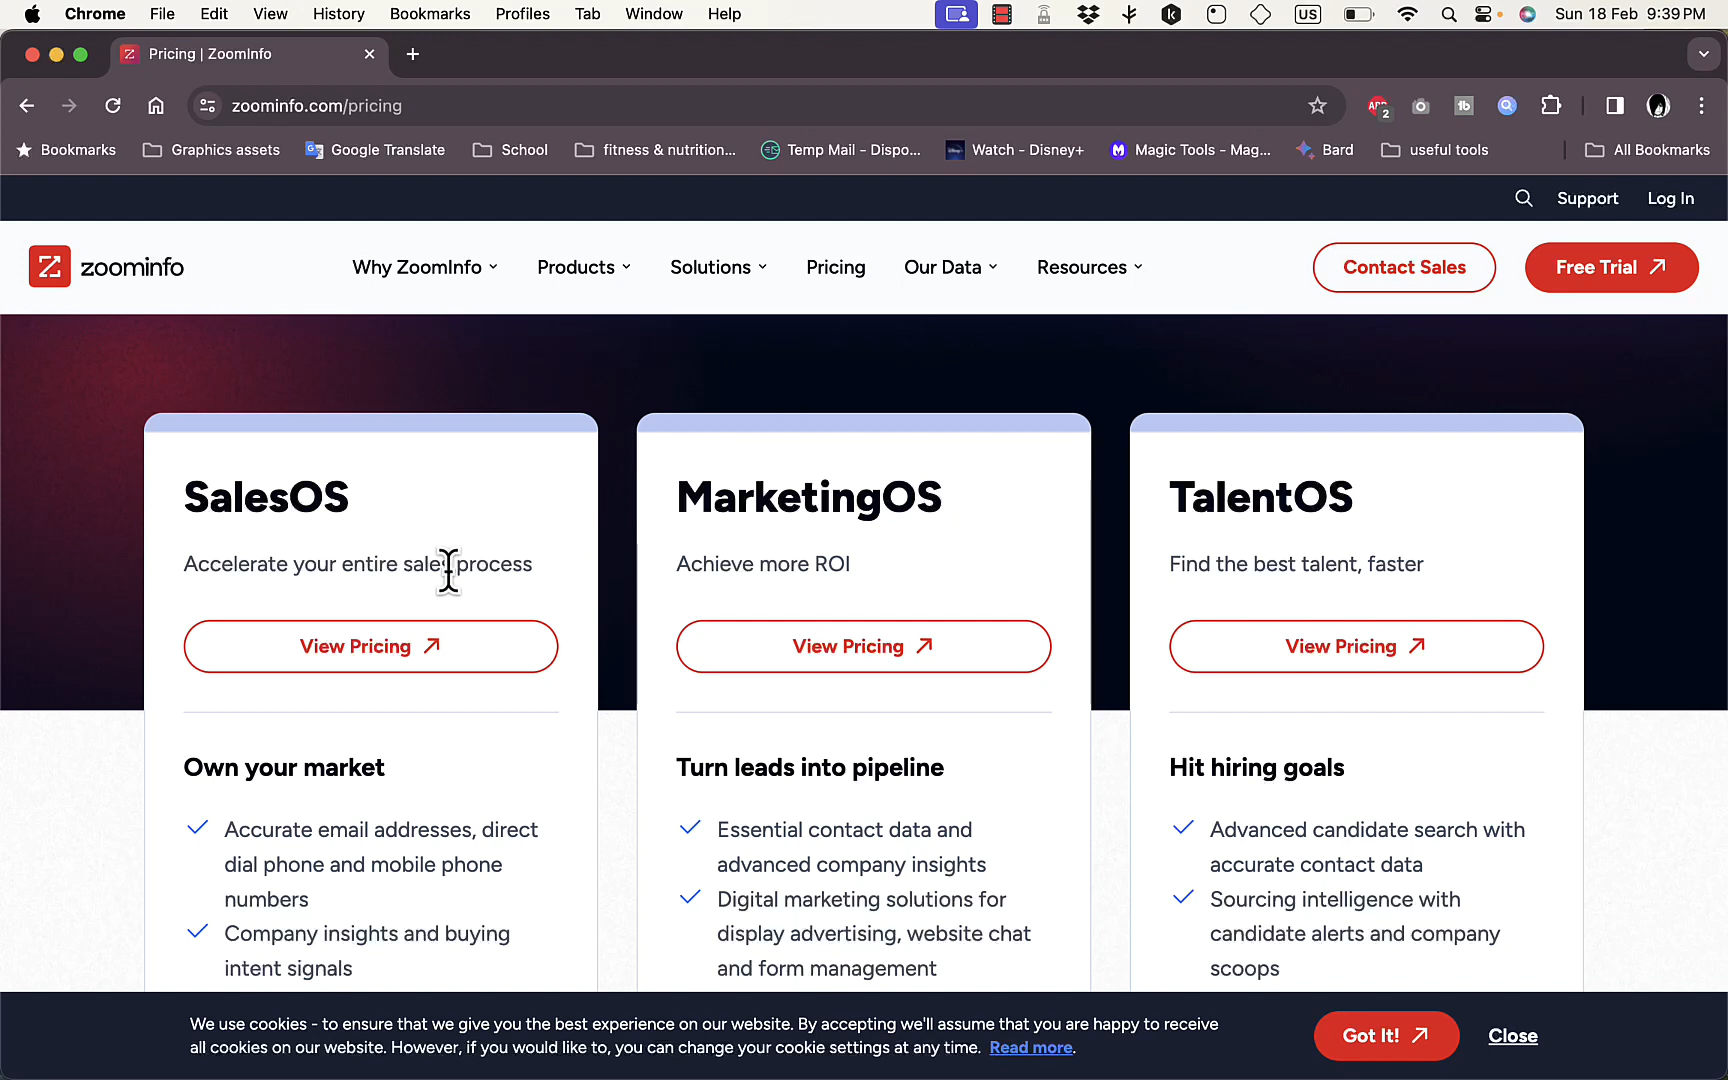 Chrome File Edit View History Bookmarks Profiles Tab Window Help US Sun 18 Feb 9:39 PM
Pricing | ZoomInfo
zoominfo.com/pricing ABP 2 tb
Bookmarks Graphics assets Google Translate School fitness & nutrition... Temp Mail - Dispo... Watch - Disney+ Magic Tools - Mag... Bard useful tools All Bookmarks
Support Log In
zoominfo Why ZoomInfo Products Solutions Pricing Our Data Resources Contact Sales Free Trial
SalesOS
Accelerate your entire sales process
View Pricing
Own your market
Accurate email addresses, direct
dial phone and mobile phone
numbers
Company insights and buying
intent signals
MarketingOS
Achieve more ROI
View Pricing
Turn leads into pipeline
Essential contact data and
advanced company insights
Digital marketing solutions for
display advertising, website chat
and form management
TalentOS
Find the best talent, faster
View Pricing
Hit hiring goals
Advanced candidate search with
accurate contact data
Sourcing intelligence with
candidate alerts and company
scoops
We use cookies - to ensure that we give you the best experience on our website. By accepting we'll assume that you are happy to receive
all cookies on our website. However, if you would like to, you can change your cookie settings at any time. Read more.
Got It! Close